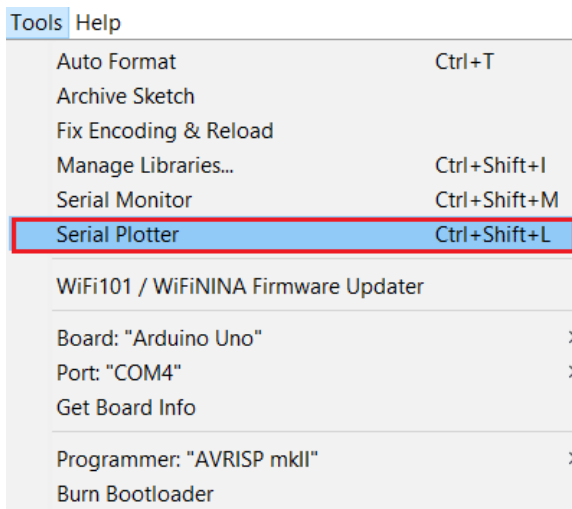 Tools Help
Auto Format Ctrl+T
Archive Sketch
Fix Encoding & Reload
Manage Libraries... Ctrl+Shift+I
Serial Monitor Ctrl+Shift+M
Serial Plotter Ctrl+Shift+L
WiFi101 / WiFiNINA Firmware Updater
Board: "Arduino Uno"
Port: "COM4"
Get Board Info
Programmer: "AVRISP mkII"
Burn Bootloader